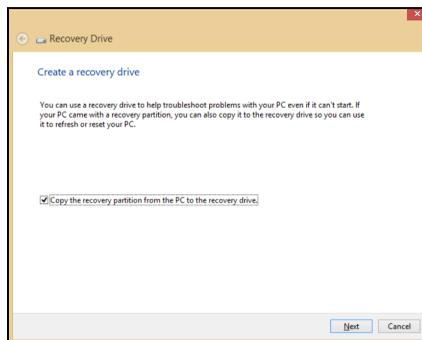 Recovery Drive
Create a recovery drive
You can use a recovery drive to help troubleshoot problems with your PC even if it can't start. If
your PC came with a recovery partition, you can also copy it to the recovery drive so you can use
it to refresh or reset your PC.
Copy the recovery partition from the PC to the recovery drive.
Next Cancel